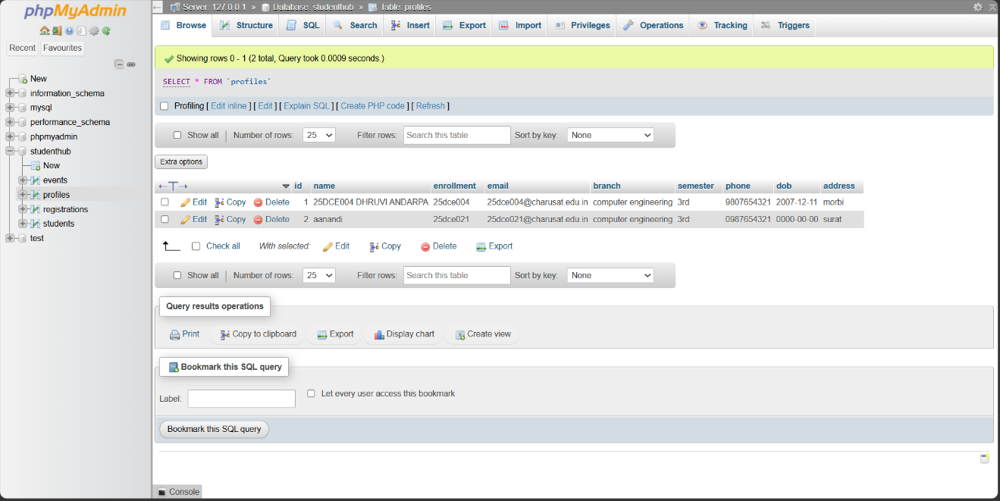 phpMyAdmin
Recent Favourites
New
information_schema
mysql
performance_schema
phpmyadmin
studenthub
New
events
profiles
registrations
students
test
Server: 127.0.0.1 » Database: studenthub » Table: profiles
Browse Structure SQL Search Insert Export Import Privileges Operations Tracking Triggers
Showing rows 0 - 1 (2 total, Query took 0.0009 seconds.)
SELECT * FROM `profiles`
Profiling [ Edit inline ] [ Edit ] [ Explain SQL ] [ Create PHP code ] [ Refresh ]
Show all | Number of rows: 25 Filter rows: Search this table Sort by key: None
Extra options
←T→ id name enrollment email branch semester phone dob address
Edit Copy Delete 1 25DCE004 DHRUVI ANDARPA 25dce004 25dce004@charusat.edu.in computer engineering 3rd 9807654321 2007-12-11 morbi
Edit Copy Delete 2 aanandi 25dce021 25dce021@charusat.edu.in computer engineering 3rd 0987654321 0000-00-00 surat
Check all With selected: Edit Copy Delete Export
Show all | Number of rows: 25 Filter rows: Search this table Sort by key: None
Query results operations
Print Copy to clipboard Export Display chart Create view
Bookmark this SQL query
Label: Let every user access this bookmark
Bookmark this SQL query
Console